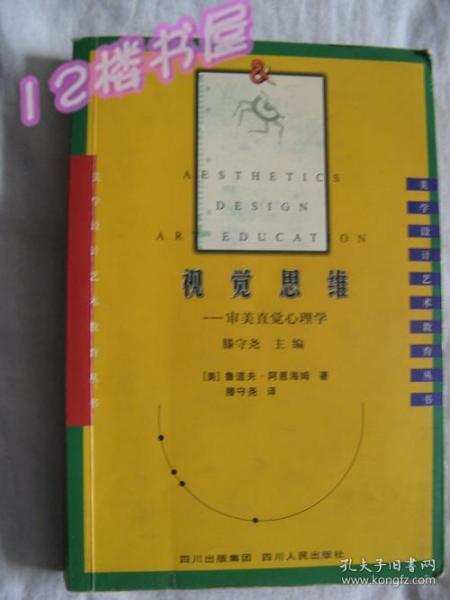 12楼书屋
&
AESTHETICS
DESIGN
ART EDUCATION
视觉思维
——审美直觉心理学
滕守尧 主编
[美] 鲁道夫·阿恩海姆 著
滕守尧 译
美学设计艺术教育丛书
美学设计艺术教育丛书
四川出版集团 四川人民出版社
孔夫子旧书网
www.kongfz.com